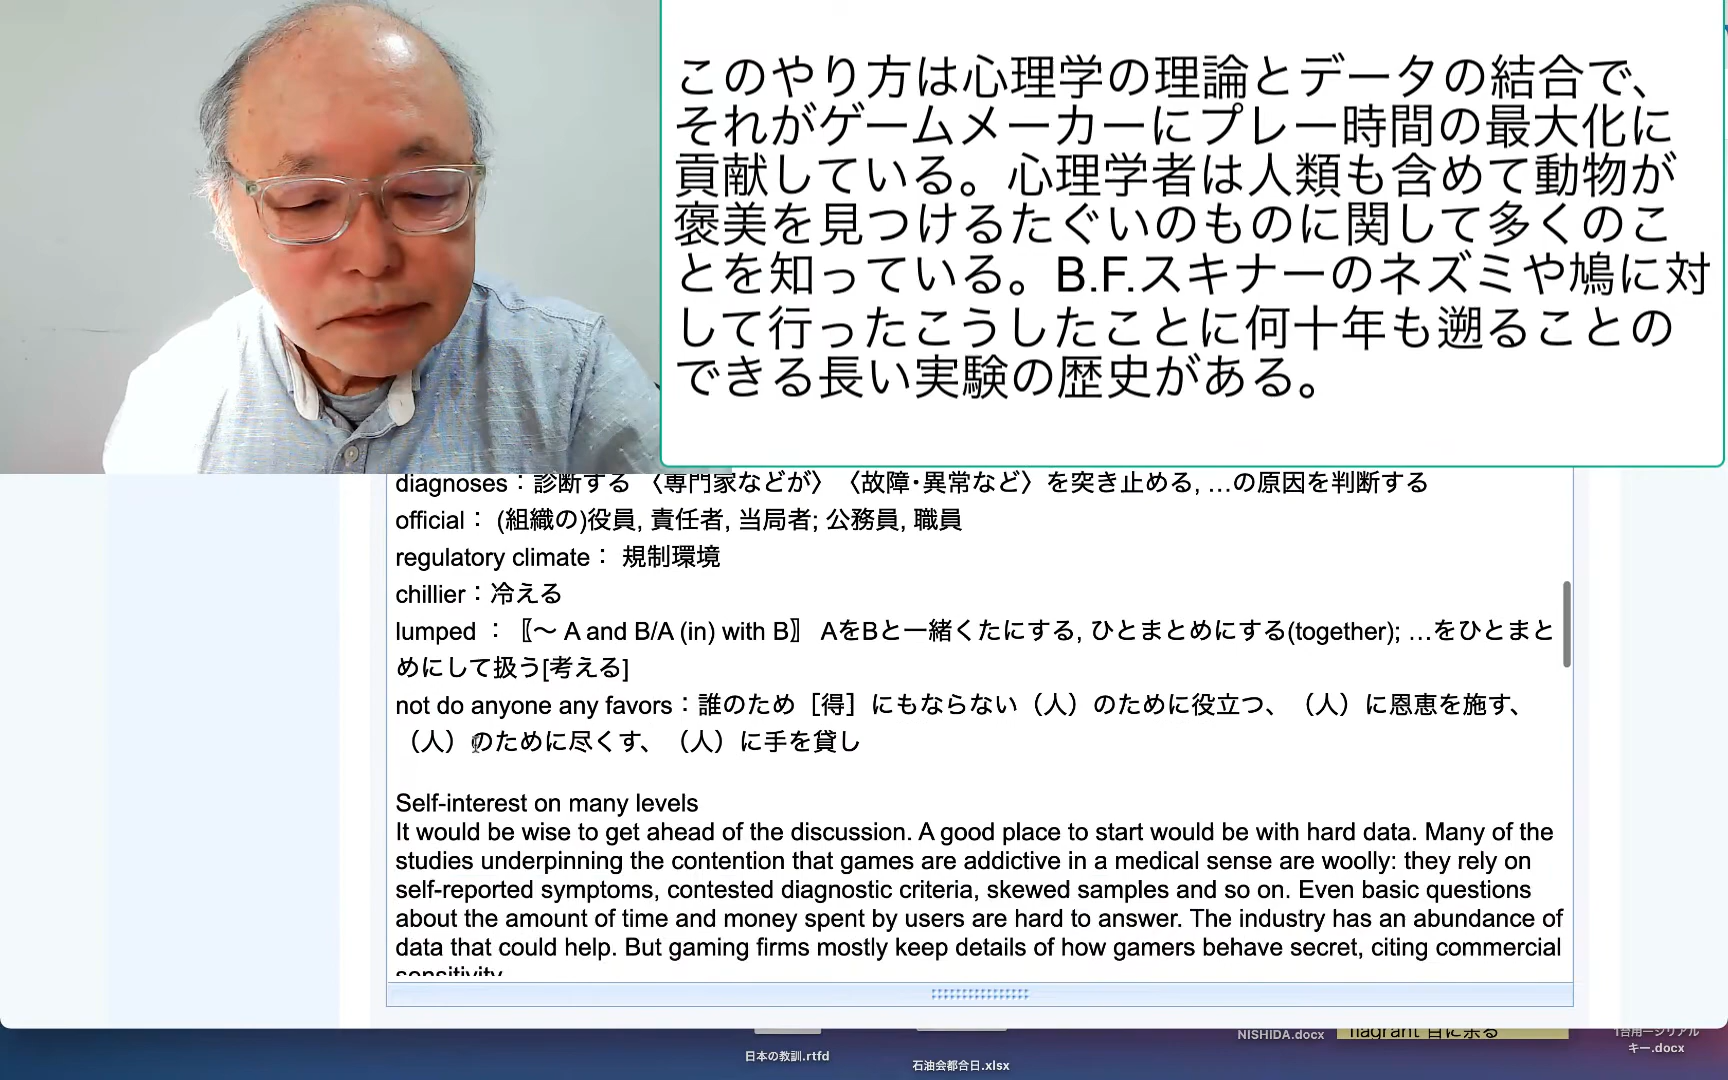 このやり方は心理学の理論とデータの結合で、
それがゲームメーカーにプレー時間の最大化に
貢献している。心理学者は人類も含めて動物が
褒美を見つけるたぐいのものに関して多くのこ
とを知っている。B.F.スキナーのネズミや鳩に対
して行ったこうしたことに何十年も遡ることの
できる長い実験の歴史がある。
diagnoses：診断する 〈専門家などが〉〈故障･異常など〉を突き止める, …の原因を判断する
official： (組織の)役員, 責任者, 当局者; 公務員, 職員
regulatory climate： 規制環境
chillier：冷える
lumped ：〖〜 A and B/A (in) with B〗 AをBと一緒くたにする, ひとまとめにする(together); …をひとまと
めにして扱う[考える]
not do anyone any favors：誰のため［得］にもならない（人）のために役立つ、（人）に恩恵を施す、
（人）のために尽くす、（人）に手を貸し
Self-interest on many levels
It would be wise to get ahead of the discussion. A good place to start would be with hard data. Many of the
studies underpinning the contention that games are addictive in a medical sense are woolly: they rely on
self-reported symptoms, contested diagnostic criteria, skewed samples and so on. Even basic questions
about the amount of time and money spent by users are hard to answer. The industry has an abundance of
data that could help. But gaming firms mostly keep details of how gamers behave secret, citing commercial
sensitivity
NISHIDA.docx
flagrant 目に余る
キー.docx
日本の教訓.rtfd
石油会都合日.xlsx